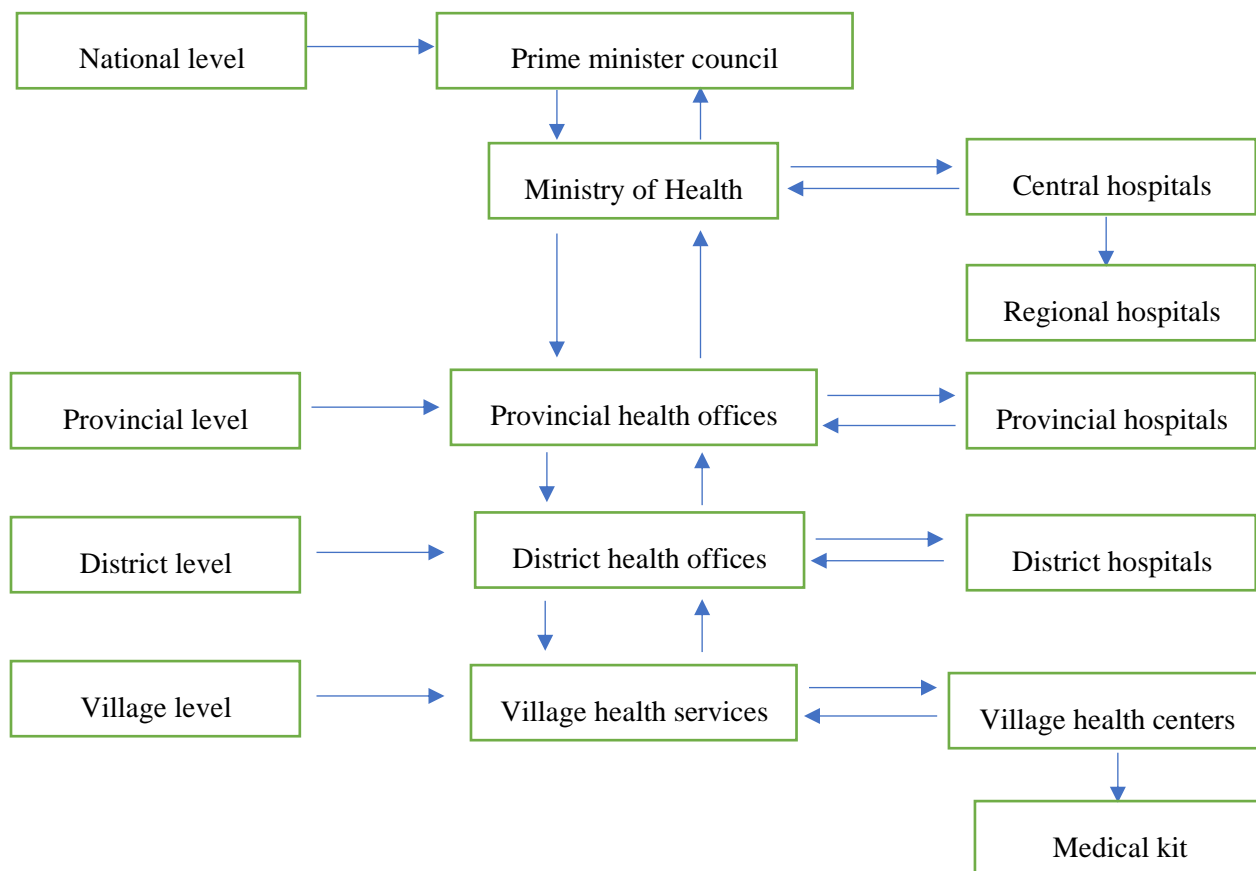 National level
Prime minister council
Ministry of Health
Central hospitals
Regional hospitals
Provincial level
Provincial health offices
Provincial hospitals
District level
District health offices
District hospitals
Village level
Village health services
Village health centers
Medical kit